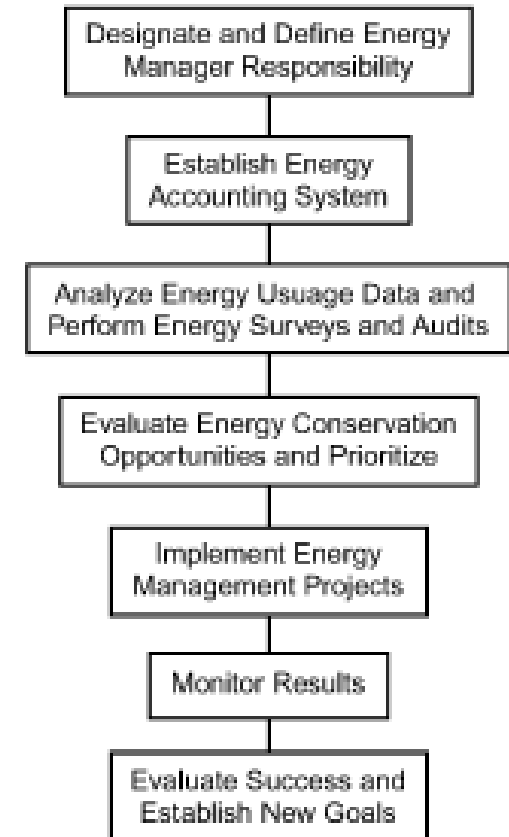 Designate and Define Energy
Manager Responsibility
Establish Energy
Accounting System
Analyze Energy Usuage Data and
Perform Energy Surveys and Audits
Evaluate Energy Conservation
Opportunities and Prioritize
Implement Energy
Management Projects
Monitor Results
Evaluate Success and
Establish New Goals